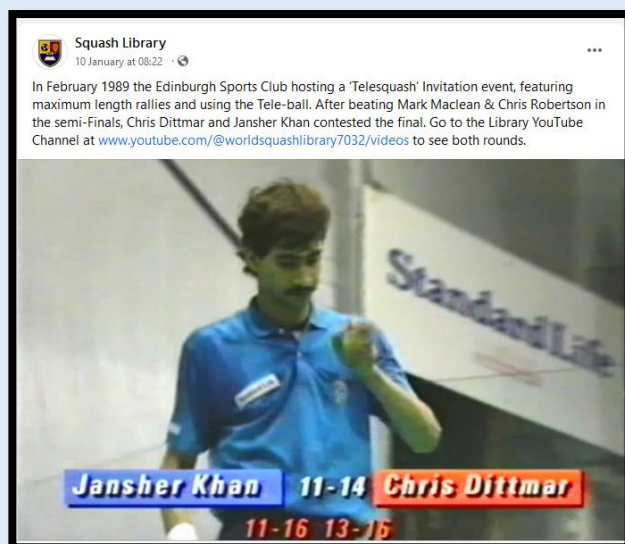 Squash Library
10 January at 08:22 ·
In February 1989 the Edinburgh Sports Club hosting a 'Telesquash' Invitation event, featuring
maximum length rallies and using the Tele-ball. After beating Mark Maclean & Chris Robertson in
the semi-Finals, Chris Dittmar and Jansher Khan contested the final. Go to the Library YouTube
Channel at www.youtube.com/@worldsquashlibrary7032/videos to see both rounds.
Standard Life
Jansher Khan 11-14 Chris Dittmar
11-16 13-16